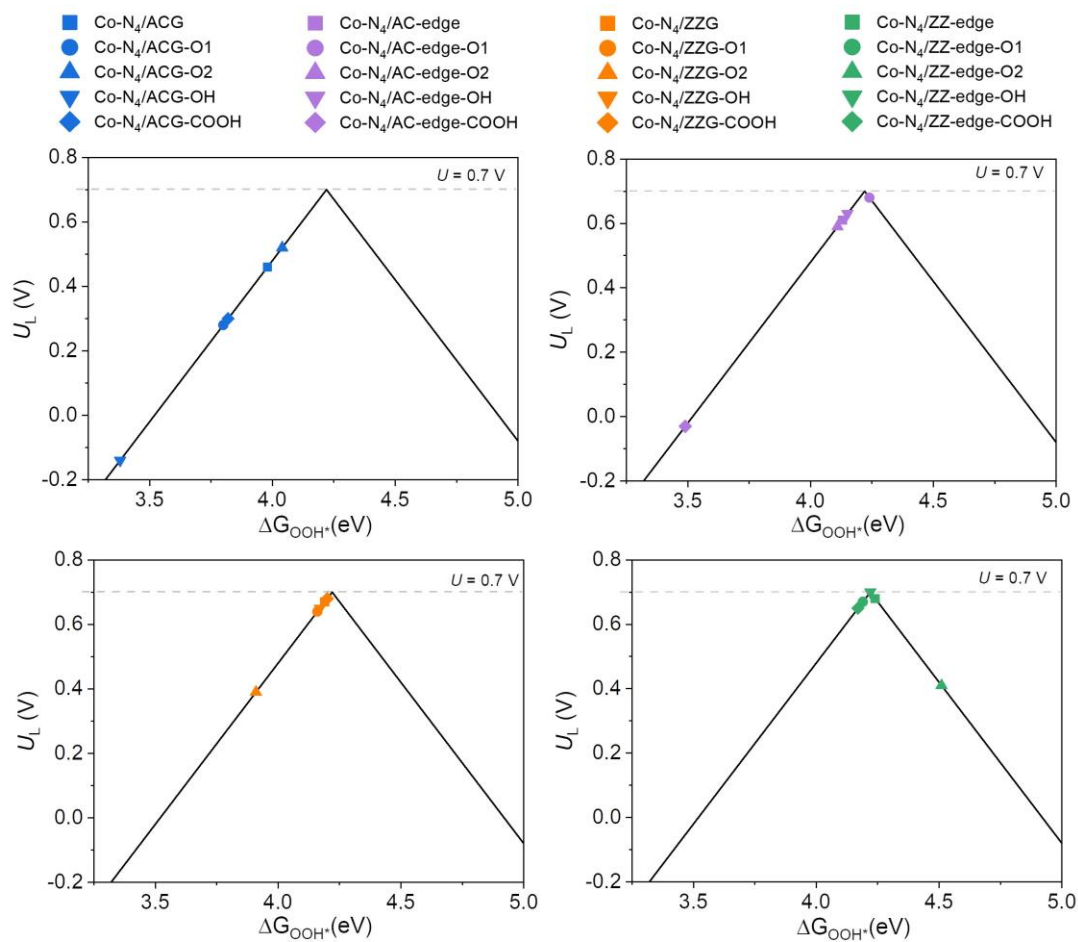 Co-N4/ACG Co-N4/AC-edge Co-N4/ZZG Co-N4/ZZ-edge
Co-N4/ACG-O1 Co-N4/AC-edge-O1 Co-N4/ZZG-O1 Co-N4/ZZ-edge-O1
Co-N4/ACG-O2 Co-N4/AC-edge-O2 Co-N4/ZZG-O2 Co-N4/ZZ-edge-O2
Co-N4/ACG-OH Co-N4/AC-edge-OH Co-N4/ZZG-OH Co-N4/ZZ-edge-OH
Co-N4/ACG-COOH Co-N4/AC-edge-COOH Co-N4/ZZG-COOH Co-N4/ZZ-edge-COOH
0.8
U = 0.7 V
0.6
0.4
0.2
0.0
-0.2
UL (V)
3.5 4.0 4.5 5.0
ΔGOOH*(eV)
0.8
U = 0.7 V
0.6
0.4
0.2
0.0
-0.2
UL (V)
3.5 4.0 4.5 5.0
ΔGOOH*(eV)
0.8
U = 0.7 V
0.6
0.4
0.2
0.0
-0.2
UL (V)
3.5 4.0 4.5 5.0
ΔGOOH*(eV)
0.8
U = 0.7 V
0.6
0.4
0.2
0.0
-0.2
UL (V)
3.5 4.0 4.5 5.0
ΔGOOH*(eV)